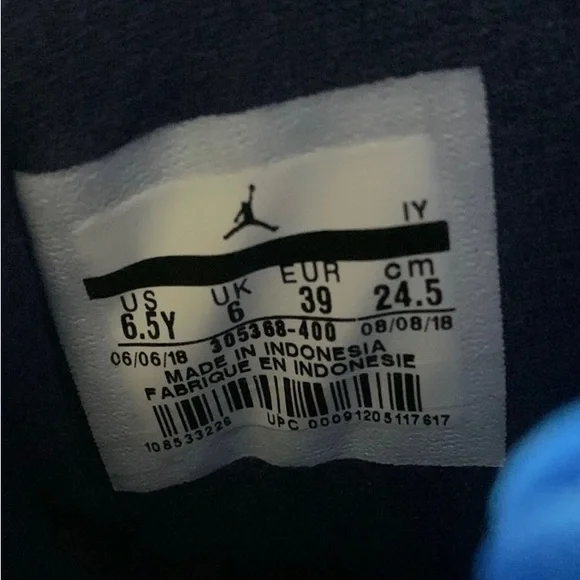 IY
US UK EUR cm
6.5Y 6 39 24.5
06/06/18 305368-400 08/08/18
MADE IN INDONESIA
FABRIQUE EN INDONESIE
108533226 UPC 00091205117617